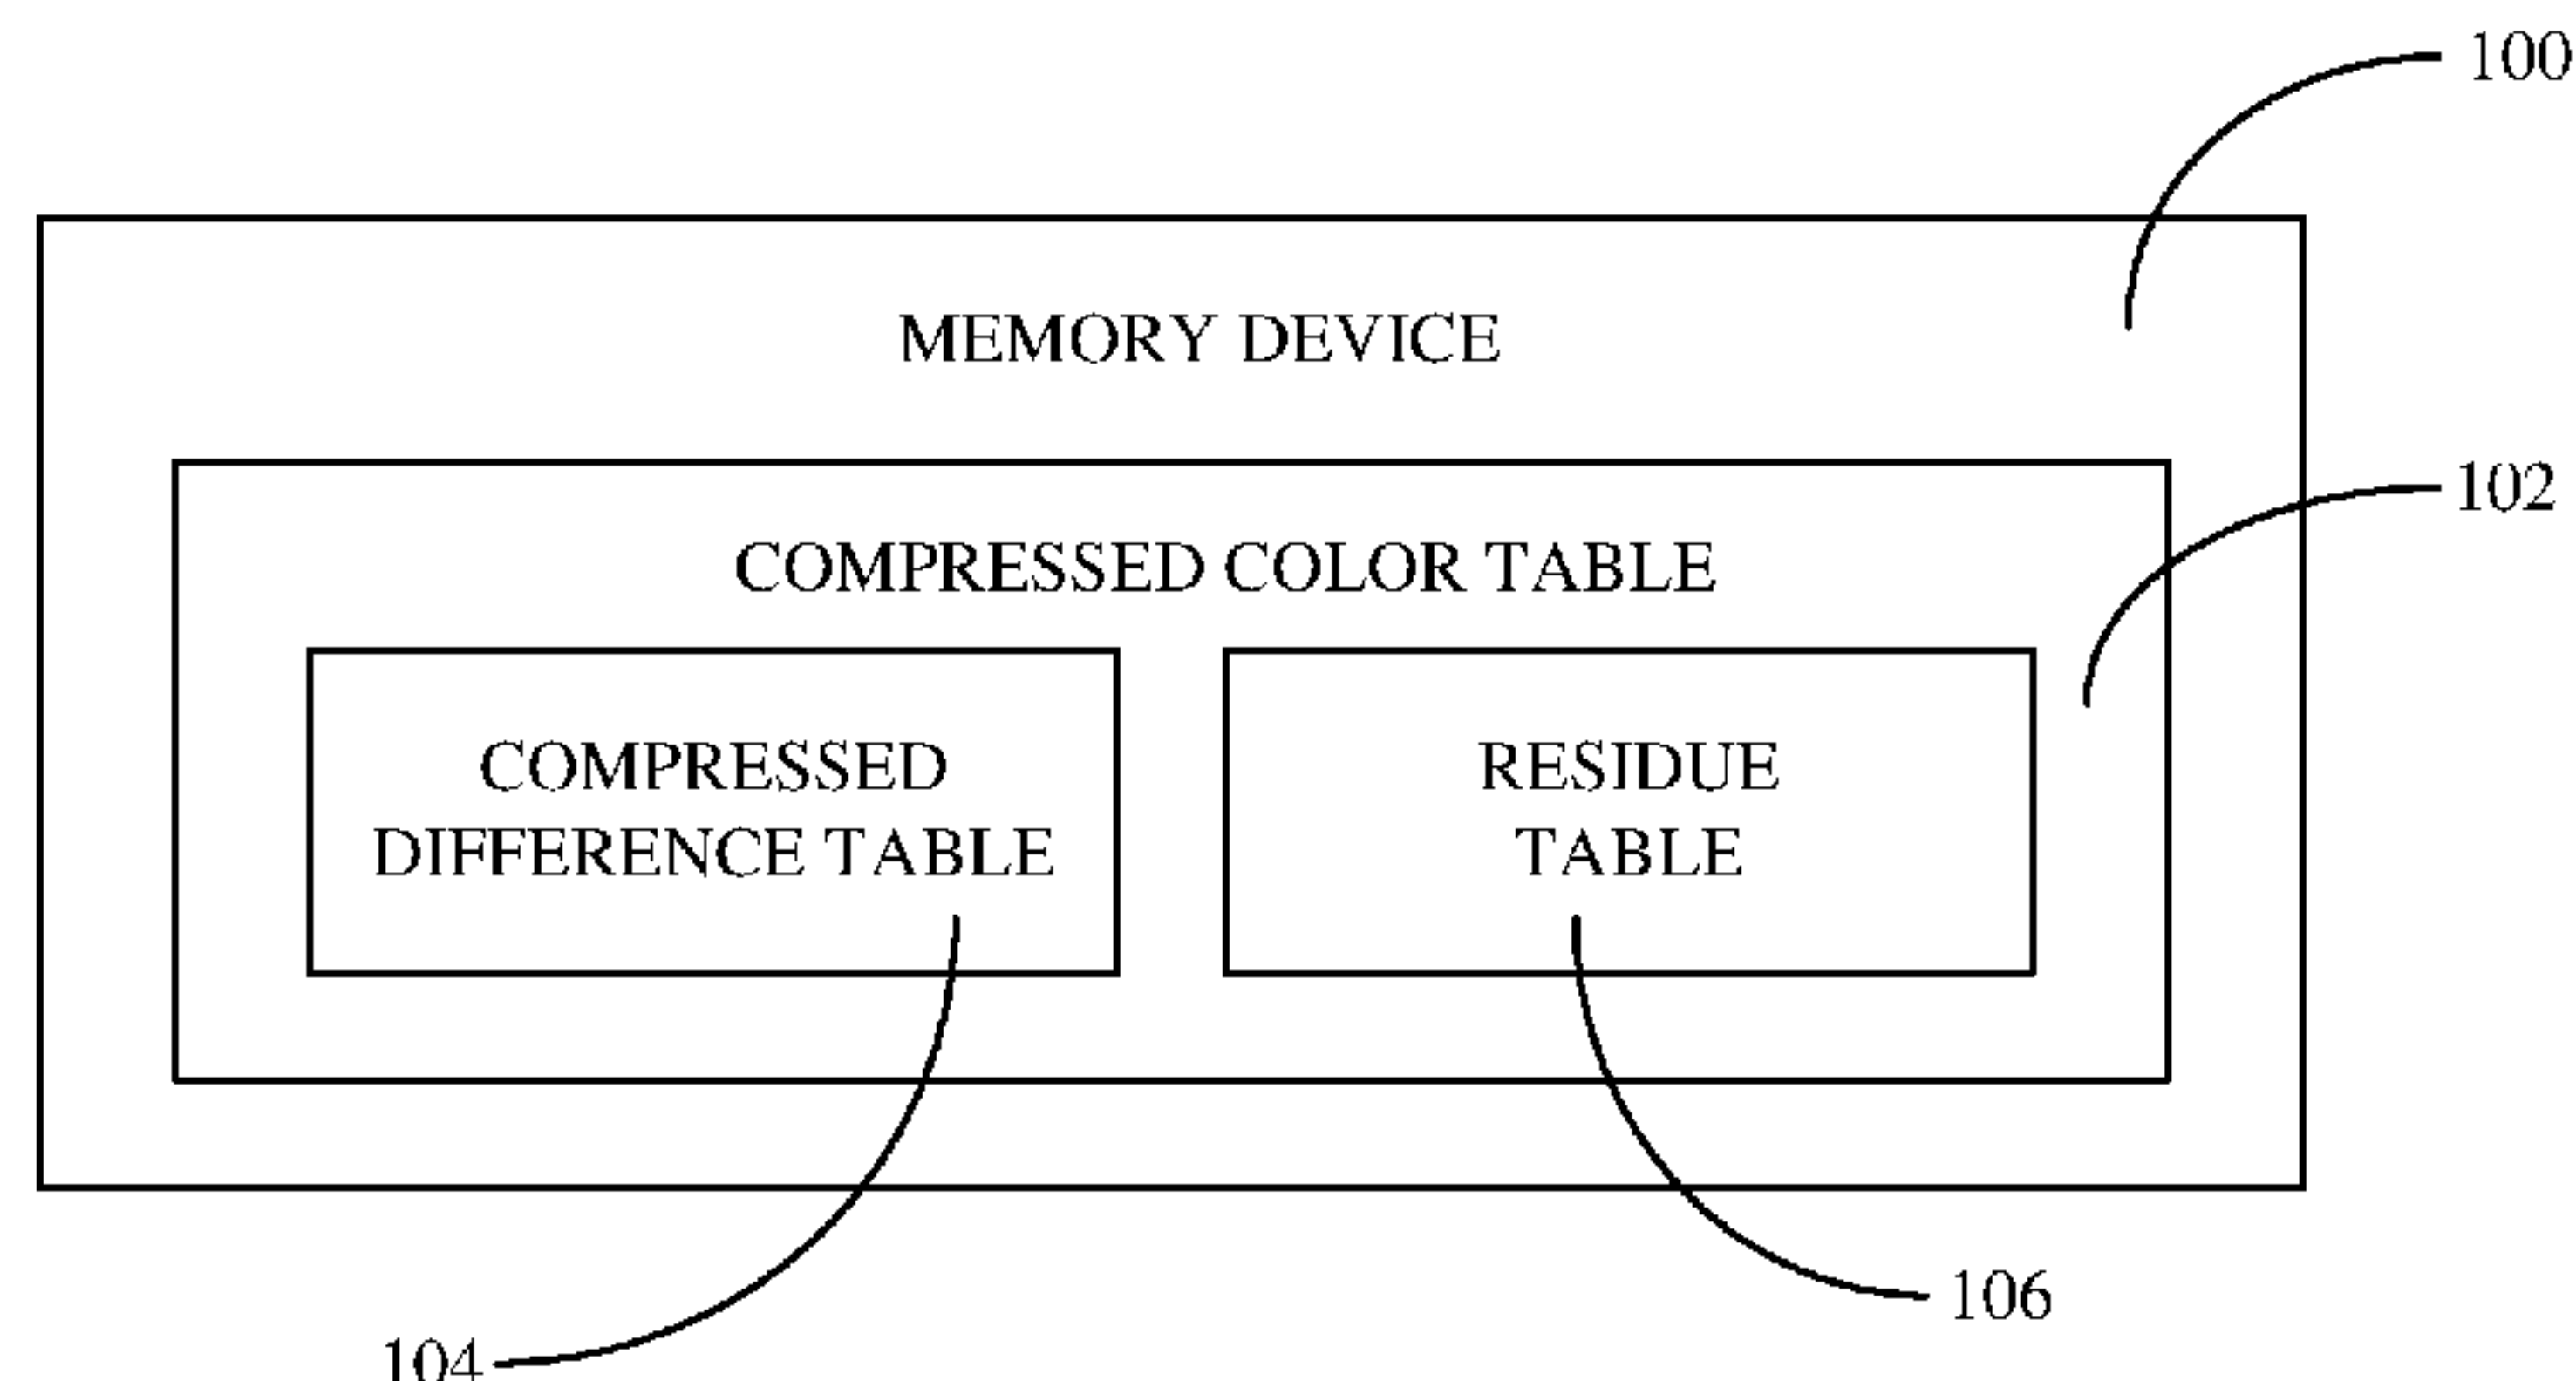 100
MEMORY DEVICE
102
COMPRESSED COLOR TABLE
COMPRESSED
DIFFERENCE TABLE
RESIDUE
TABLE
106
104